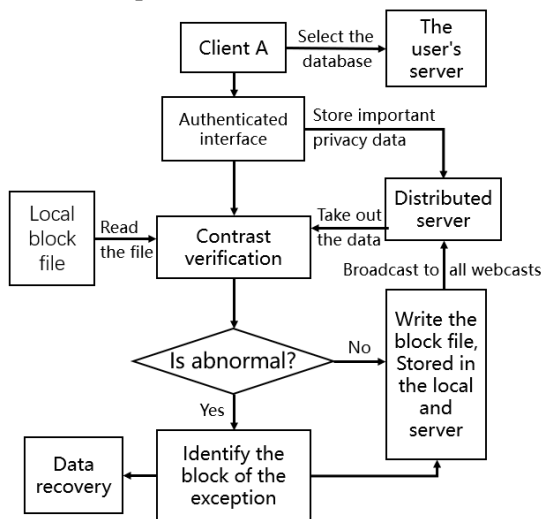 Client A
Select the
database
The
user's
server
Authenticated
interface
Store important
privacy data
Local
block
file
Read
the file
Contrast
verification
Take out
the data
Distributed
server
Broadcast to all webcasts
Is abnormal?
No
Write the
block file,
Stored in
the local
and
server
Yes
Data
recovery
Identify the
block of the
exception